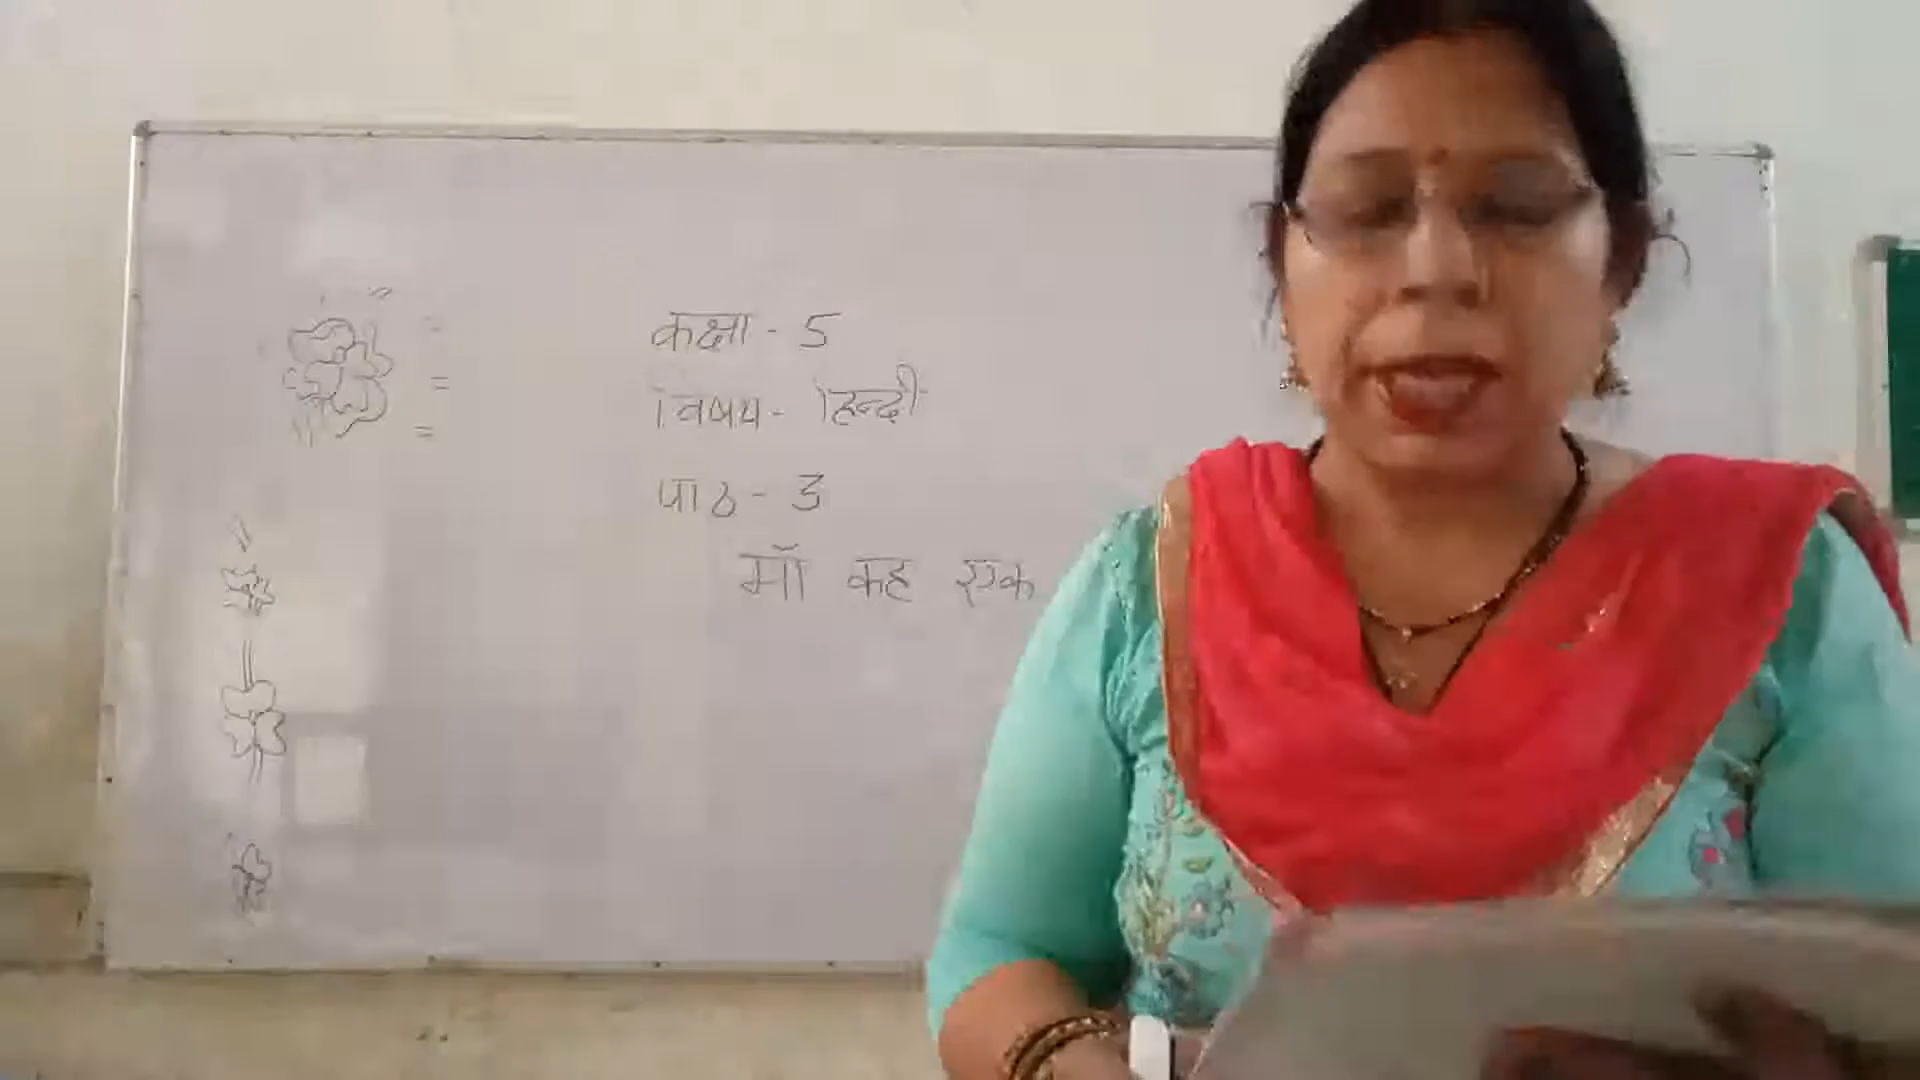 कक्षा - 5
विषय - हिन्दी
पाठ - 3
माँ कह एक